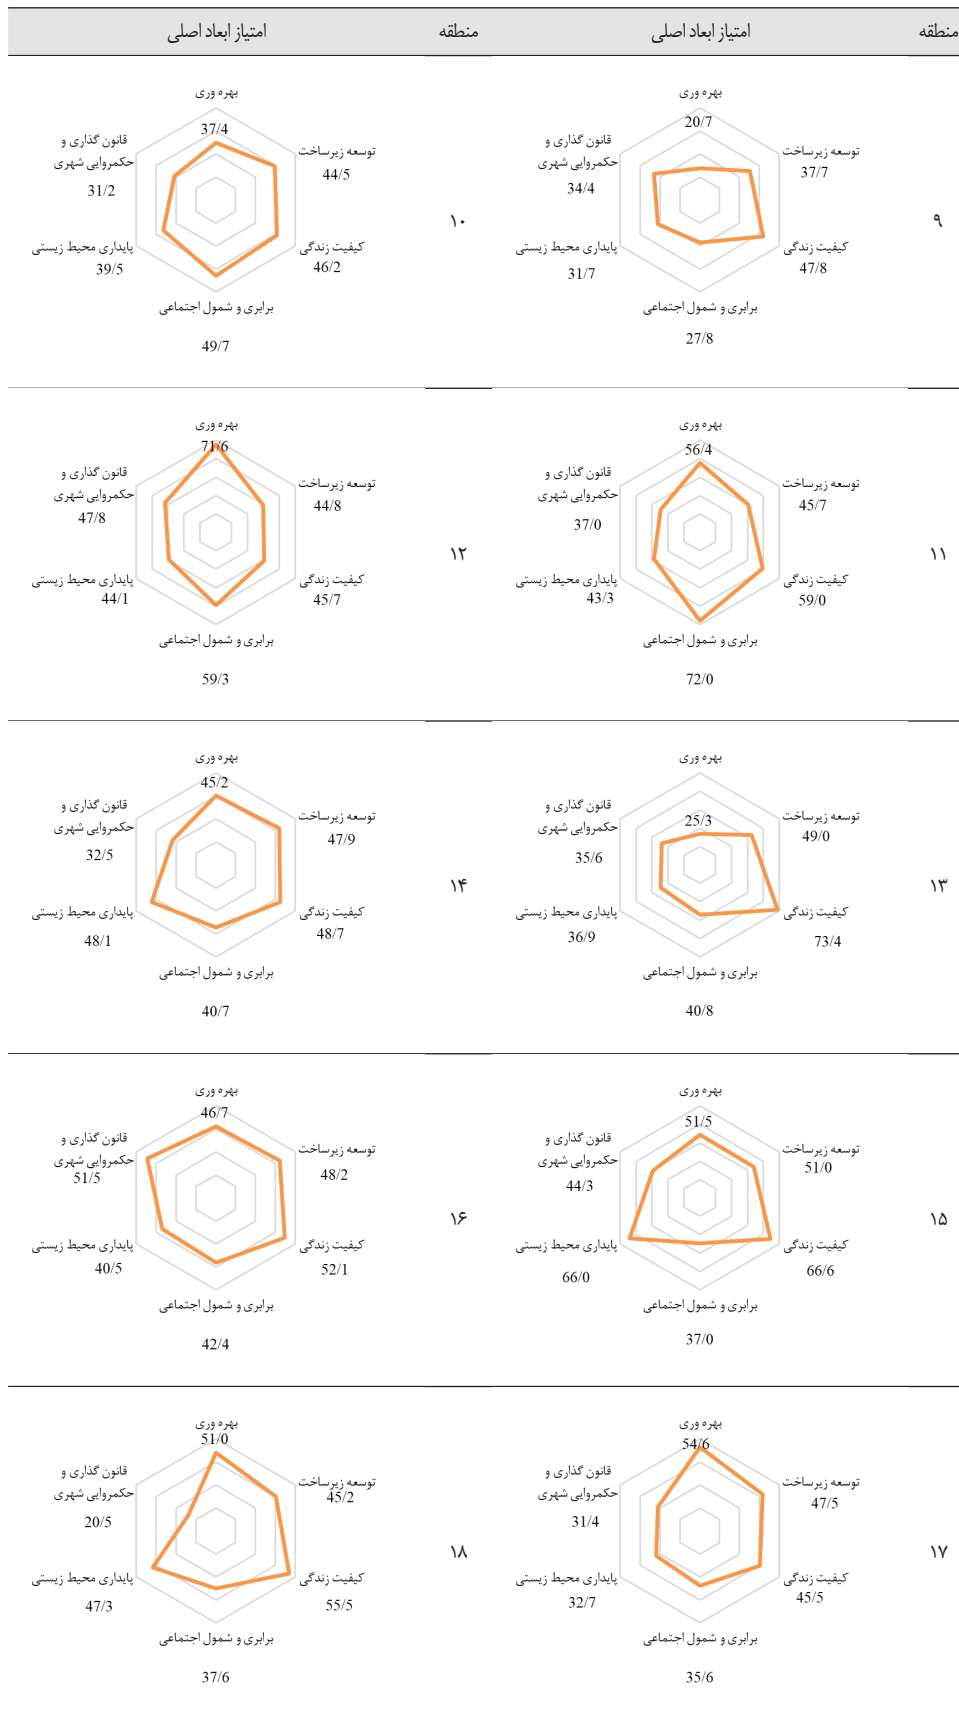 منطقه امتیاز ابعاد اصلی منطقه امتیاز ابعاد اصلی
۹
بهره وری
20/7
توسعه زیرساخت
37/7
کیفیت زندگی
47/8
برابری و شمول اجتماعی
27/8
پایداری محیط زیستی
31/7
قانون گذاری و
حکمروایی شهری
34/4
۱۰
بهره وری
37/4
توسعه زیرساخت
44/5
کیفیت زندگی
46/2
برابری و شمول اجتماعی
49/7
پایداری محیط زیستی
39/5
قانون گذاری و
حکمروایی شهری
31/2
۱۱
بهره وری
56/4
توسعه زیرساخت
45/7
کیفیت زندگی
59/0
برابری و شمول اجتماعی
72/0
پایداری محیط زیستی
43/3
قانون گذاری و
حکمروایی شهری
37/0
۱۲
بهره وری
71/6
توسعه زیرساخت
44/8
کیفیت زندگی
45/7
برابری و شمول اجتماعی
59/3
پایداری محیط زیستی
44/1
قانون گذاری و
حکمروایی شهری
47/8
۱۳
بهره وری
25/3
توسعه زیرساخت
49/0
کیفیت زندگی
73/4
برابری و شمول اجتماعی
40/8
پایداری محیط زیستی
36/9
قانون گذاری و
حکمروایی شهری
35/6
۱۴
بهره وری
45/2
توسعه زیرساخت
47/9
کیفیت زندگی
48/7
برابری و شمول اجتماعی
40/7
پایداری محیط زیستی
48/1
قانون گذاری و
حکمروایی شهری
32/5
۱۵
بهره وری
51/5
توسعه زیرساخت
51/0
کیفیت زندگی
66/6
برابری و شمول اجتماعی
37/0
پایداری محیط زیستی
66/0
قانون گذاری و
حکمروایی شهری
44/3
۱۶
بهره وری
46/7
توسعه زیرساخت
48/2
کیفیت زندگی
52/1
برابری و شمول اجتماعی
42/4
پایداری محیط زیستی
40/5
قانون گذاری و
حکمروایی شهری
51/5
۱۷
بهره وری
54/6
توسعه زیرساخت
47/5
کیفیت زندگی
45/5
برابری و شمول اجتماعی
35/6
پایداری محیط زیستی
32/7
قانون گذاری و
حکمروایی شهری
31/4
۱۸
بهره وری
51/0
توسعه زیرساخت
45/2
کیفیت زندگی
55/5
برابری و شمول اجتماعی
37/6
پایداری محیط زیستی
47/3
قانون گذاری و
حکمروایی شهری
20/5